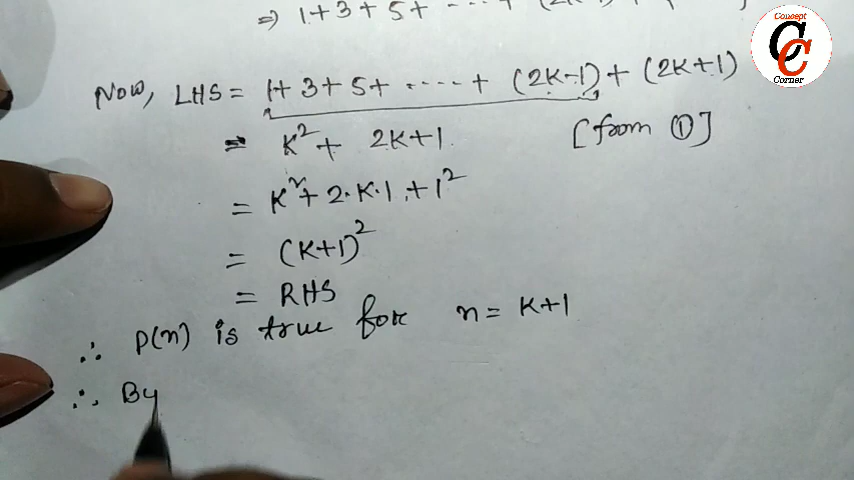 ⇒ 1+3+5+ ----- +
Concept
CC
Corner
Now, LHS = 1+3+5+ ----- + (2K-1) + (2K+1)
= K² + 2K+1 [from ①]
= K² + 2·K·1 + 1²
= (K+1)²
= RHS
∴ P(n) is true for n = K+1
∴ By